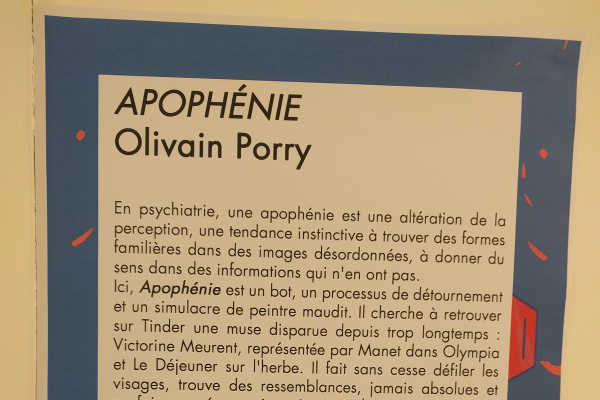 APOPHÉNIE
Olivain Porry
En psychiatrie, une apophénie est une altération de la
perception, une tendance instinctive à trouver des formes
familières dans des images désordonnées, à donner du
sens dans des informations qui n'en ont pas.
Ici, Apophénie est un bot, un processus de détournement
et un simulacre de peintre maudit. Il cherche à retrouver
sur Tinder une muse disparue depuis trop longtemps :
Victorine Meurent, représentée par Manet dans Olympia
et Le Déjeuner sur l'herbe. Il fait sans cesse défiler les
visages, trouve des ressemblances, jamais absolues et